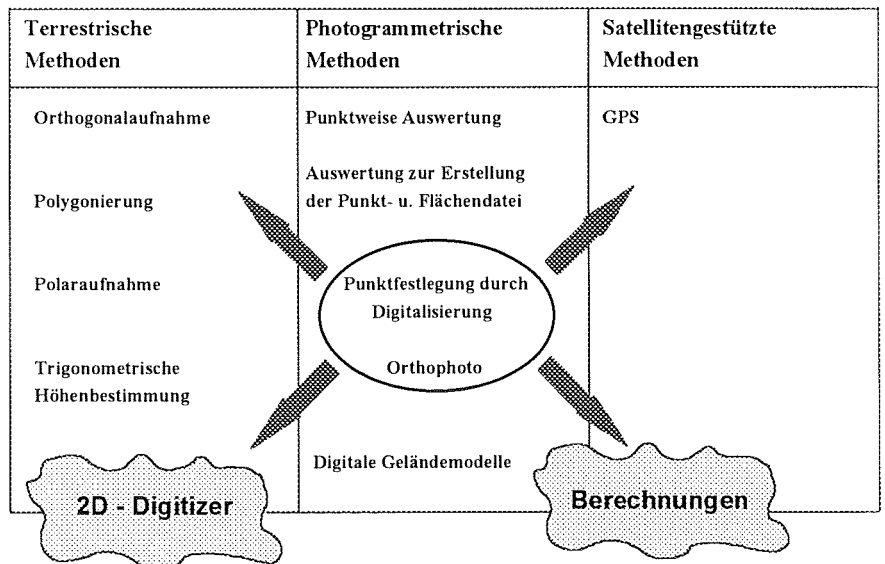 Terrestrische
Methoden
Photogrammetrische
Methoden
Satellitengestützte
Methoden
Orthogonalaufnahme
Polygonierung
Polaraufnahme
Trigonometrische
Höhenbestimmung
Punktweise Auswertung
Auswertung zur Erstellung
der Punkt- u. Flächendatei
Punktfestlegung durch
Digitalisierung
Orthophoto
Digitale Geländemodelle
GPS
2D - Digitizer
Berechnungen